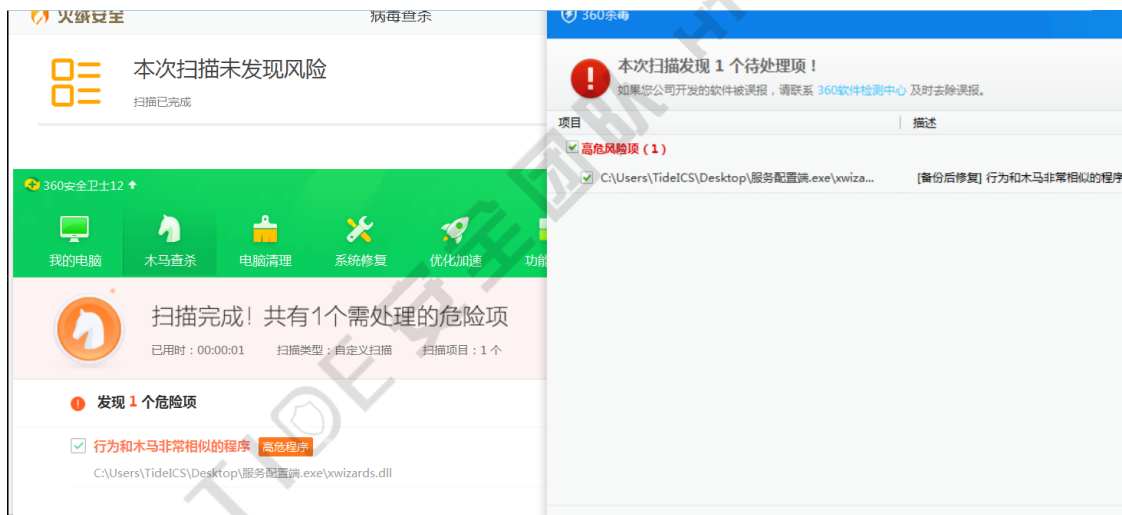 火绒安全
病毒查杀
本次扫描未发现风险
扫描已完成
360安全卫士12
我的电脑
木马查杀
电脑清理
系统修复
优化加速
扫描完成！共有1个需处理的危险项
已用时：00:00:01 扫描类型：自定义扫描 扫描项目：1 个
发现 1 个危险项
行为和木马非常相似的程序 高危程序
C:\Users\TideICS\Desktop\服务配置端.exe\xwizards.dll
360杀毒
本次扫描发现 1 个待处理项！
如果您公司开发的软件被误报，请联系 360软件检测中心 及时去除误报。
项目
描述
高危风险项（1）
C:\Users\TideICS\Desktop\服务配置端.exe\xwiza...
[备份后修复] 行为和木马非常相似的程序
TIDE安全团队